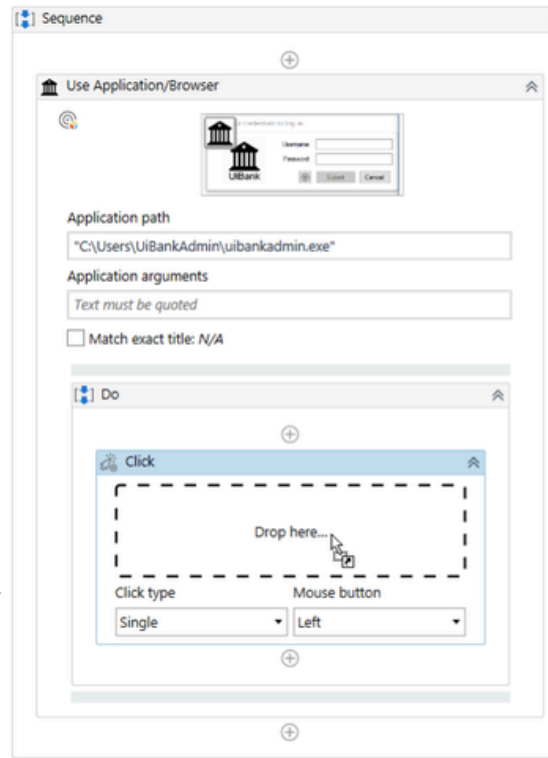 Sequence
Use Application/Browser
Username
Password
UiBank
Submit Cancel
Application path
"C:\Users\UiBankAdmin\uibankadmin.exe"
Application arguments
Text must be quoted
Match exact title: N/A
Do
Click
Drop here...
Click type Mouse button
Single Left